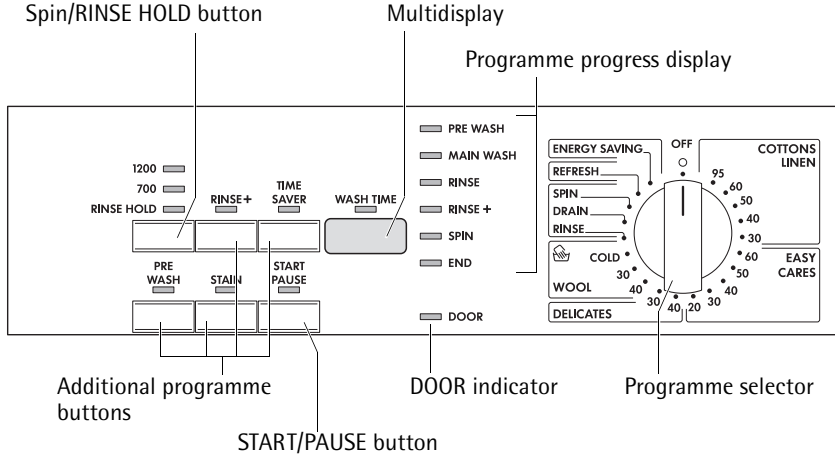 Spin/RINSE HOLD button
Multidisplay
Programme progress display
1200
700
RINSE HOLD
RINSE+
TIME
SAVER
WASH TIME
PRE
WASH
STAIN
START
PAUSE
PRE WASH
MAIN WASH
RINSE
RINSE +
SPIN
END
DOOR
OFF
ENERGY SAVING
REFRESH
SPIN
DRAIN
RINSE
COLD
30
40
WOOL
30
40
DELICATES
COTTONS
LINEN
95
60
50
40
30
60
50
40
30
20
EASY
CARES
Additional programme
buttons
DOOR indicator
Programme selector
START/PAUSE button